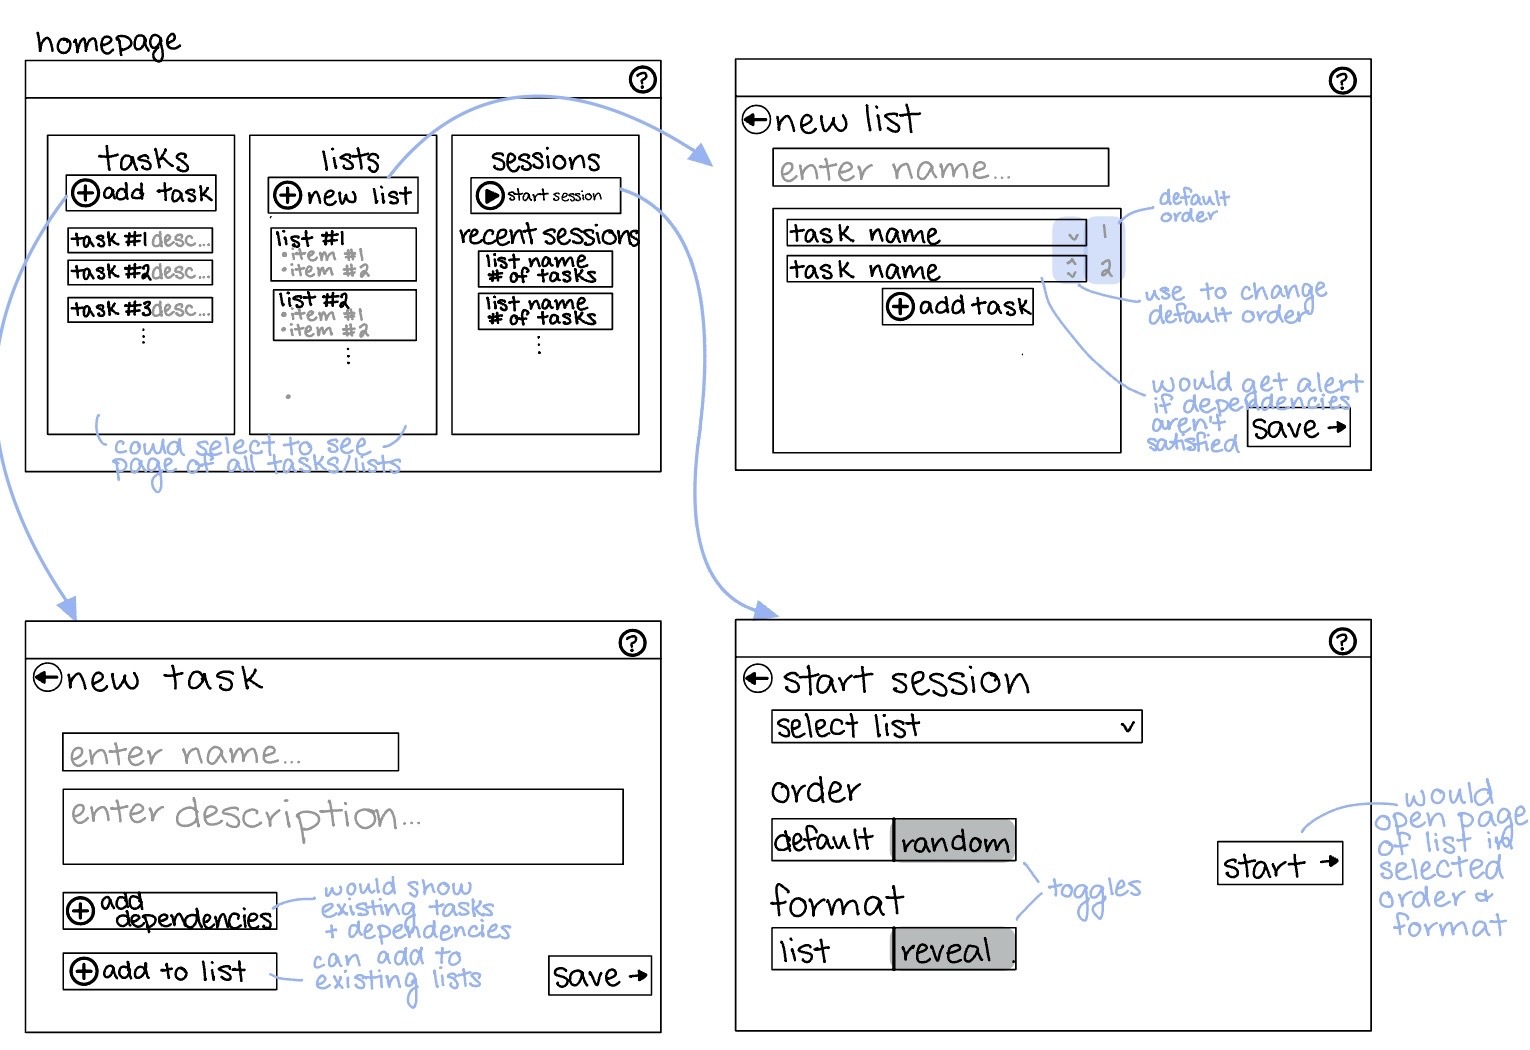 homepage
?
tasks
+ add task
task #1 desc...
task #2 desc...
task #3 desc...
lists
+ new list
list #1
• item #1
• item #2
list #2
• item #1
• item #2
sessions
start session
recent sessions
list name
# of tasks
list name
# of tasks
could select to see
page of all tasks/lists
?
new list
enter name...
task name 1
task name 2
+ add task
default
order
use to change
default order
would get alert
if dependencies
aren't
satisfied
save →
?
new task
enter name...
enter description...
+ add
dependencies
would show
existing tasks
+ dependencies
+ add to list
can add to
existing lists
save →
?
start session
select list
order
default random
format
list reveal
toggles
start →
would
open page
of list in
selected
order &
format